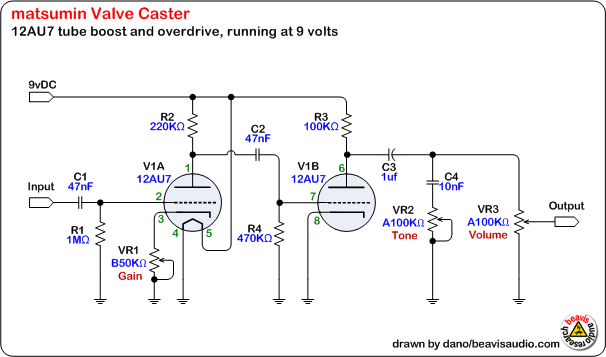 matsumin Valve Caster
12AU7 tube boost and overdrive, running at 9 volts
9vDC
R2
220KΩ
R3
100KΩ
C2
47nF
1
6
V1A
12AU7
V1B
12AU7
C3
1uf
C4
10nF
Input
C1
47nF
2
3
4
5
7
8
R1
1MΩ
VR1
B50KΩ
Gain
R4
470KΩ
VR2
A100KΩ
Tone
VR3
A100KΩ
Volume
Output
beavis
audio research
drawn by dano/beavisaudio.com